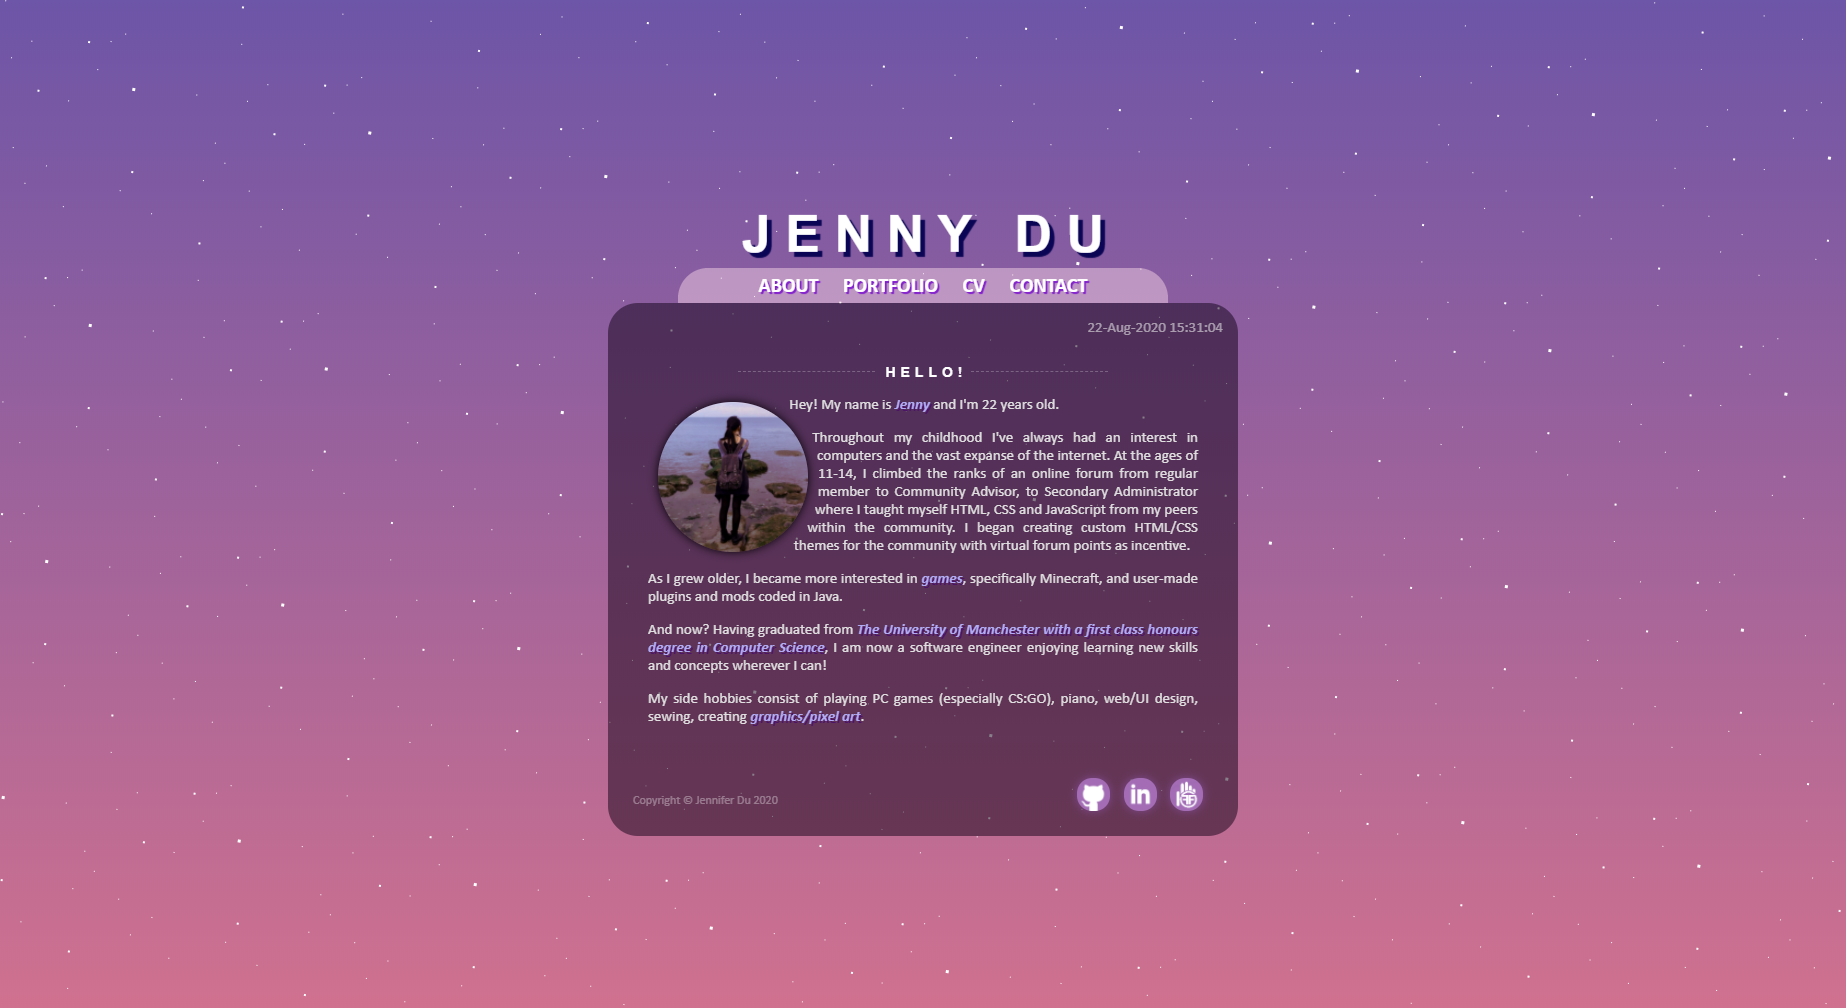 JENNY DU
ABOUT PORTFOLIO CV CONTACT
22-Aug-2020 15:31:04
HELLO!
Hey! My name is Jenny and I'm 22 years old.
Throughout my childhood I've always had an interest in
computers and the vast expanse of the internet. At the ages of
11-14, I climbed the ranks of an online forum from regular
member to Community Advisor, to Secondary Administrator
where I taught myself HTML, CSS and JavaScript from my peers
within the community. I began creating custom HTML/CSS
themes for the community with virtual forum points as incentive.
As I grew older, I became more interested in games, specifically Minecraft, and user-made
plugins and mods coded in Java.
And now? Having graduated from The University of Manchester with a first class honours
degree in Computer Science, I am now a software engineer enjoying learning new skills
and concepts wherever I can!
My side hobbies consist of playing PC games (especially CS:GO), piano, web/UI design,
sewing, creating graphics/pixel art.
Copyright © Jennifer Du 2020
in